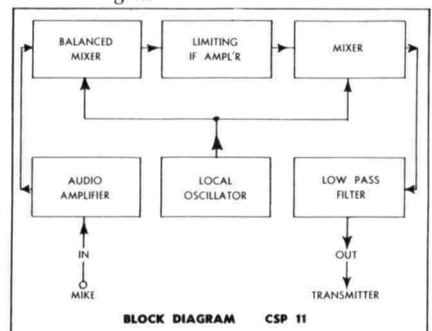 BALANCED
MIXER
LIMITING
IF AMPL'R
MIXER
AUDIO
AMPLIFIER
LOCAL
OSCILLATOR
LOW PASS
FILTER
IN
OUT
MIKE
TRANSMITTER
BLOCK DIAGRAM CSP 11